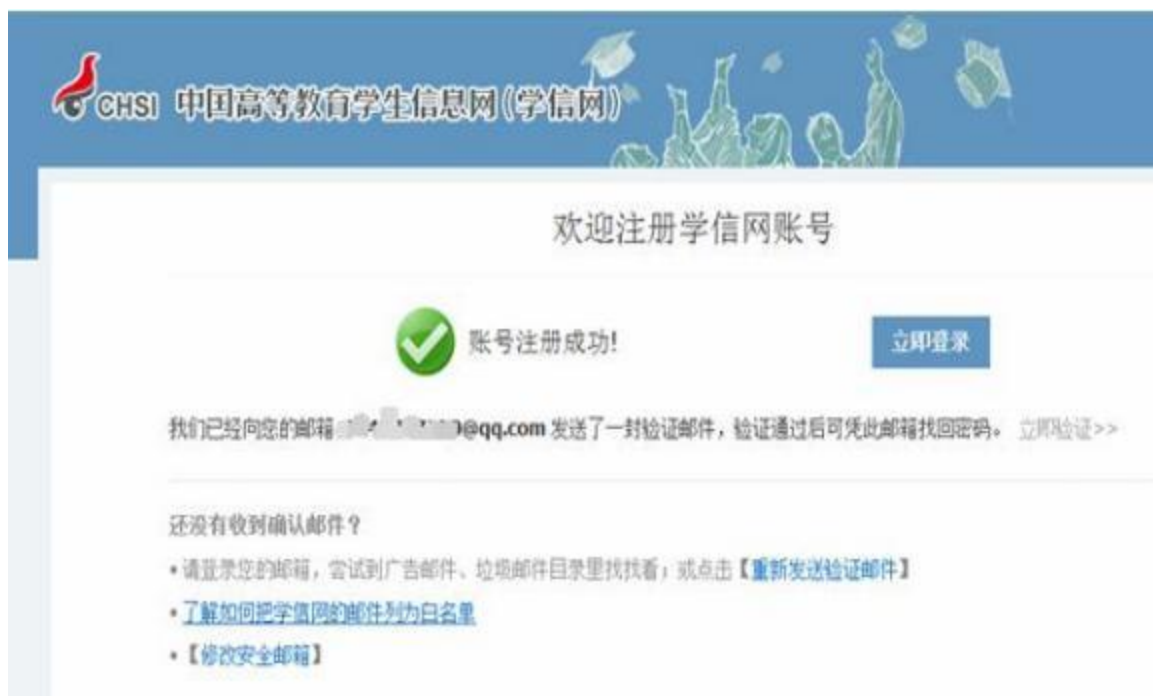 CHSI 中国高等教育学生信息网(学信网)
欢迎注册学信网账号
账号注册成功!
立即登录
我们已经向您的邮箱 @qq.com 发送了一封验证邮件，验证通过后可凭此邮箱找回密码。 立即验证>>
还没有收到确认邮件？
•请登录您的邮箱，尝试到广告邮件、垃圾邮件目录里找找看；或点击【重新发送验证邮件】
•了解如何把学信网的邮件列为白名单
•【修改安全邮箱】